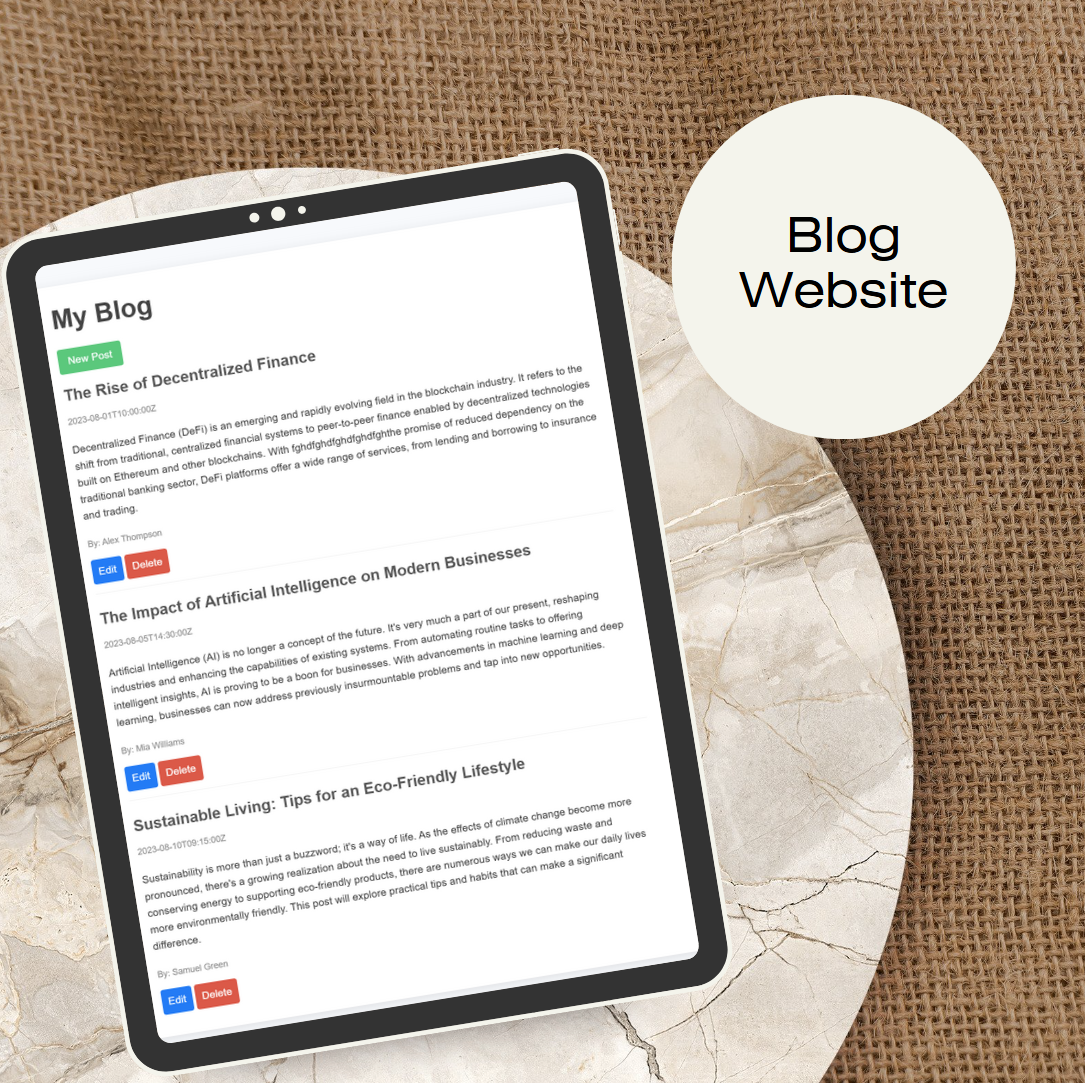 My Blog
New Post
The Rise of Decentralized Finance
2023-08-01T10:00:00Z
Decentralized Finance (DeFi) is an emerging and rapidly evolving field in the blockchain industry. It refers to the
shift from traditional, centralized financial systems to peer-to-peer finance enabled by decentralized technologies
built on Ethereum and other blockchains. With fghdfghdfghdfghdfghthe promise of reduced dependency on the
traditional banking sector, DeFi platforms offer a wide range of services, from lending and borrowing to insurance
and trading.
By: Alex Thompson
Edit Delete
The Impact of Artificial Intelligence on Modern Businesses
2023-08-05T14:30:00Z
Artificial Intelligence (AI) is no longer a concept of the future. It's very much a part of our present, reshaping
industries and enhancing the capabilities of existing systems. From automating routine tasks to offering
intelligent insights, AI is proving to be a boon for businesses. With advancements in machine learning and deep
learning, businesses can now address previously insurmountable problems and tap into new opportunities.
By: Mia Williams
Edit Delete
Sustainable Living: Tips for an Eco-Friendly Lifestyle
2023-08-10T09:15:00Z
Sustainability is more than just a buzzword; it's a way of life. As the effects of climate change become more
pronounced, there's a growing realization about the need to live sustainably. From reducing waste and
conserving energy to supporting eco-friendly products, there are numerous ways we can make our daily lives
more environmentally friendly. This post will explore practical tips and habits that can make a significant
difference.
By: Samuel Green
Edit Delete
Blog
Website